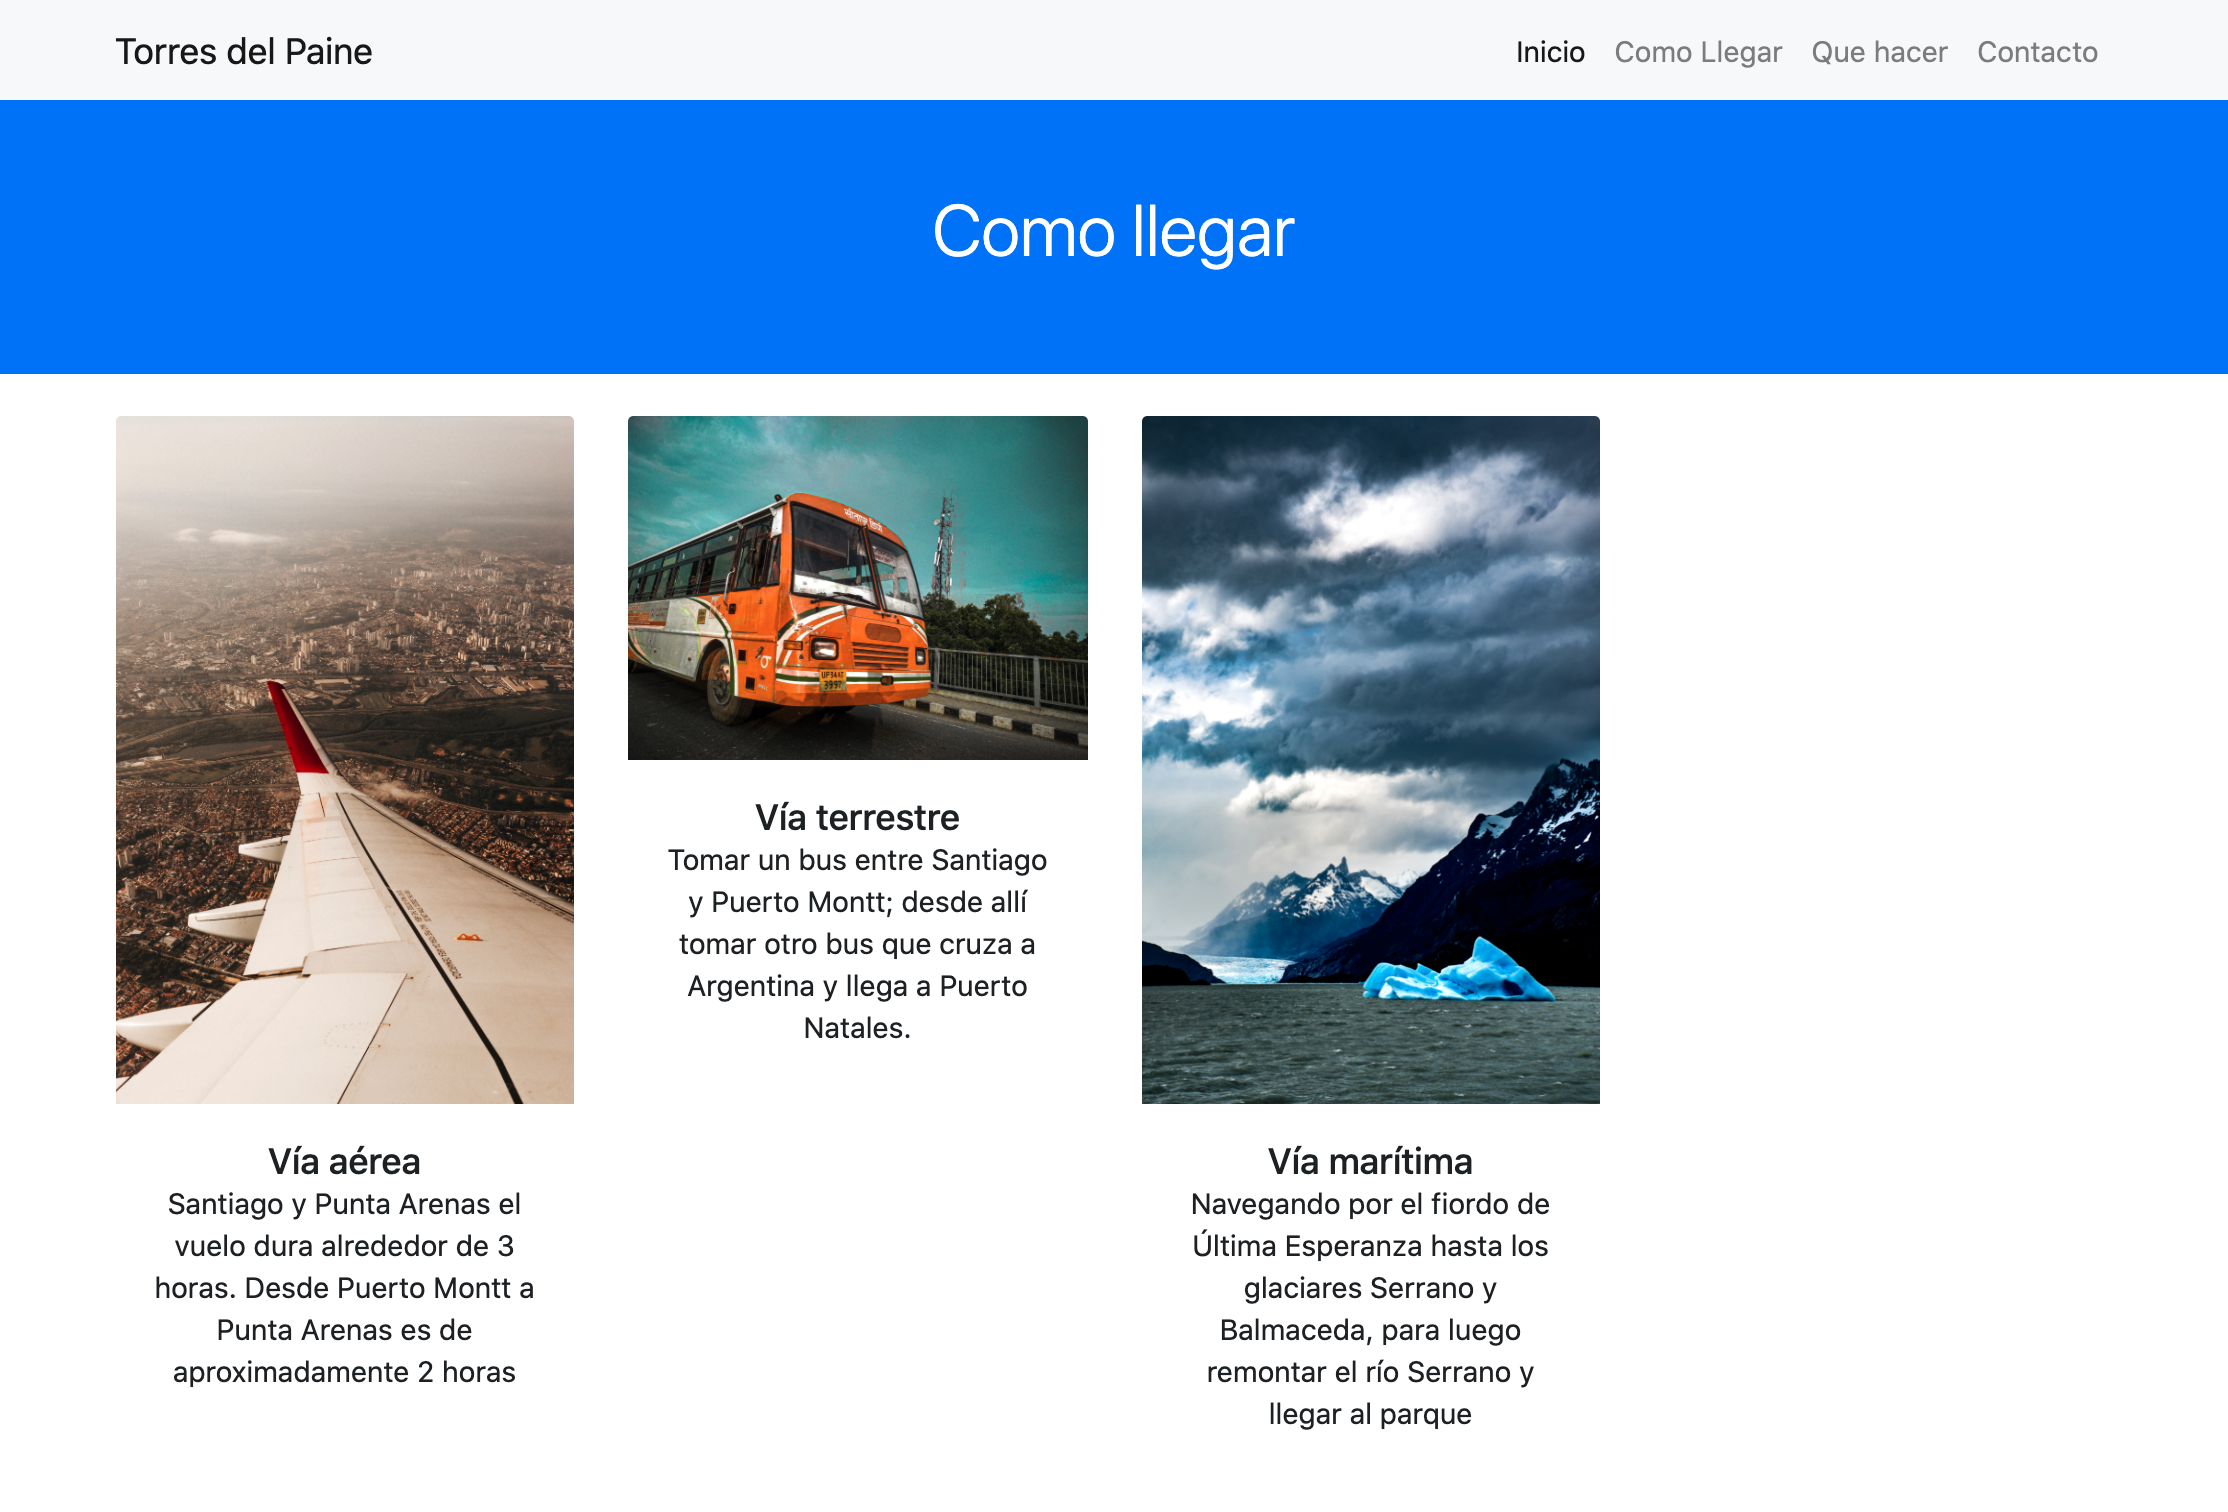 Torres del Paine
Inicio Como Llegar Que hacer Contacto
Como llegar
Vía aérea
Santiago y Punta Arenas el
vuelo dura alrededor de 3
horas. Desde Puerto Montt a
Punta Arenas es de
aproximadamente 2 horas
Vía terrestre
Tomar un bus entre Santiago
y Puerto Montt; desde allí
tomar otro bus que cruza a
Argentina y llega a Puerto
Natales.
Vía marítima
Navegando por el fiordo de
Última Esperanza hasta los
glaciares Serrano y
Balmaceda, para luego
remontar el río Serrano y
llegar al parque